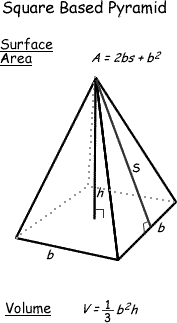 Square Based Pyramid
Surface
Area
A = 2bs + b²
h
S
b
b
Volume
V = 1/3 b²h